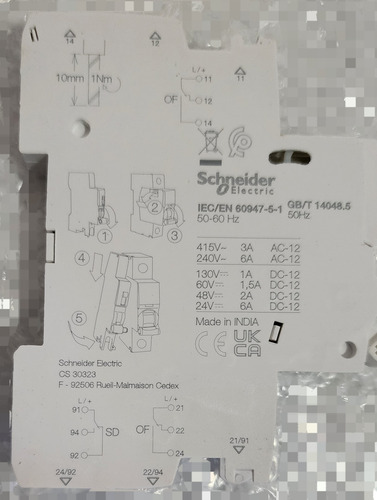 14
12
11
10mm
1Nm
L/+
11
OF
12
14
Schneider
Electric
IEC/EN 60947-5-1 GB/T 14048.5
50-60 Hz 50Hz
415V~ 3A AC-12
240V~ 6A AC-12
130V⎓ 1A DC-12
60V⎓ 1,5A DC-12
48V⎓ 2A DC-12
24V⎓ 6A DC-12
Made in INDIA
CE UK
CA
1
2
3
4
5
Schneider Electric
CS 30323
F - 92506 Rueil-Malmaison Cedex
L/+ L/+
91 21
94 SD OF 22
92 24
21/91
24/92 22/94